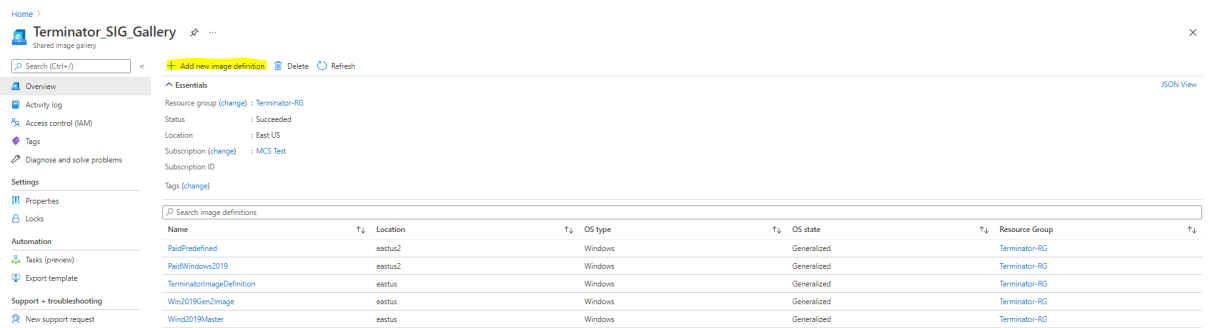 Home >
Terminator_SIG_Gallery ...
Shared image gallery
Search (Ctrl+/) «
Overview
Activity log
Access control (IAM)
Tags
Diagnose and solve problems
Settings
Properties
Locks
Automation
Tasks (preview)
Export template
Support + troubleshooting
New support request
+ Add new image definition Delete Refresh
Essentials JSON View
Resource group (change) : Terminator-RG
Status : Succeeded
Location : East US
Subscription (change) : MCS Test
Subscription ID
Tags (change)
Search image definitions
Name ↑↓ Location ↑↓ OS type ↑↓ OS state ↑↓ Resource Group ↑↓
PaidPredefined eastus2 Windows Generalized Terminator-RG
PaidWindows2019 eastus2 Windows Generalized Terminator-RG
TerminatorImageDefinition eastus Windows Generalized Terminator-RG
Win2019Gen2Image eastus Windows Generalized Terminator-RG
Wind2019Master eastus Windows Generalized Terminator-RG